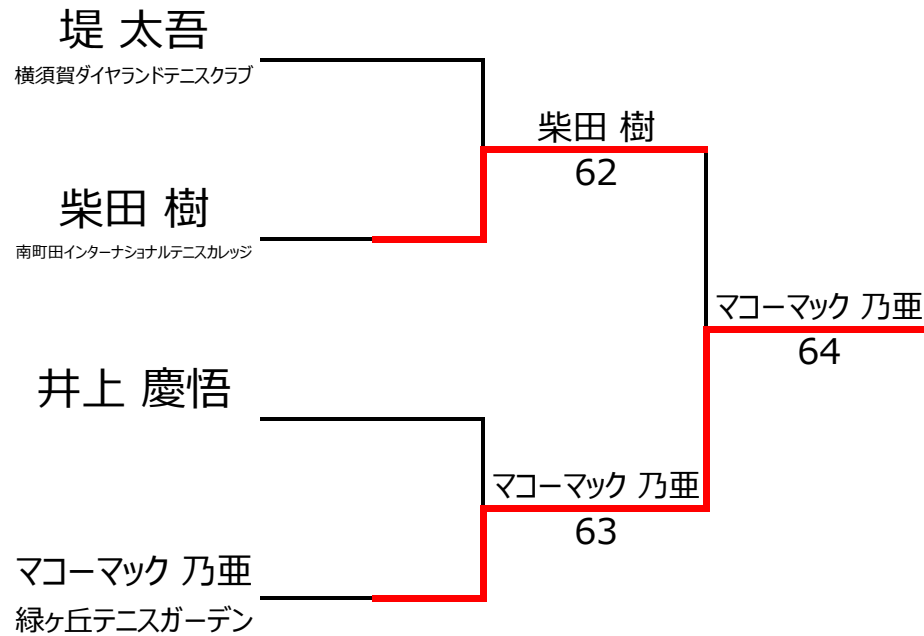 堤 太吾
横須賀ダイヤランドテニスクラブ
柴田 樹
62
柴田 樹
南町田インターナショナルテニスカレッジ
マコーマック 乃亜
64
井上 慶悟
マコーマック 乃亜
63
マコーマック 乃亜
緑ヶ丘テニスガーデン